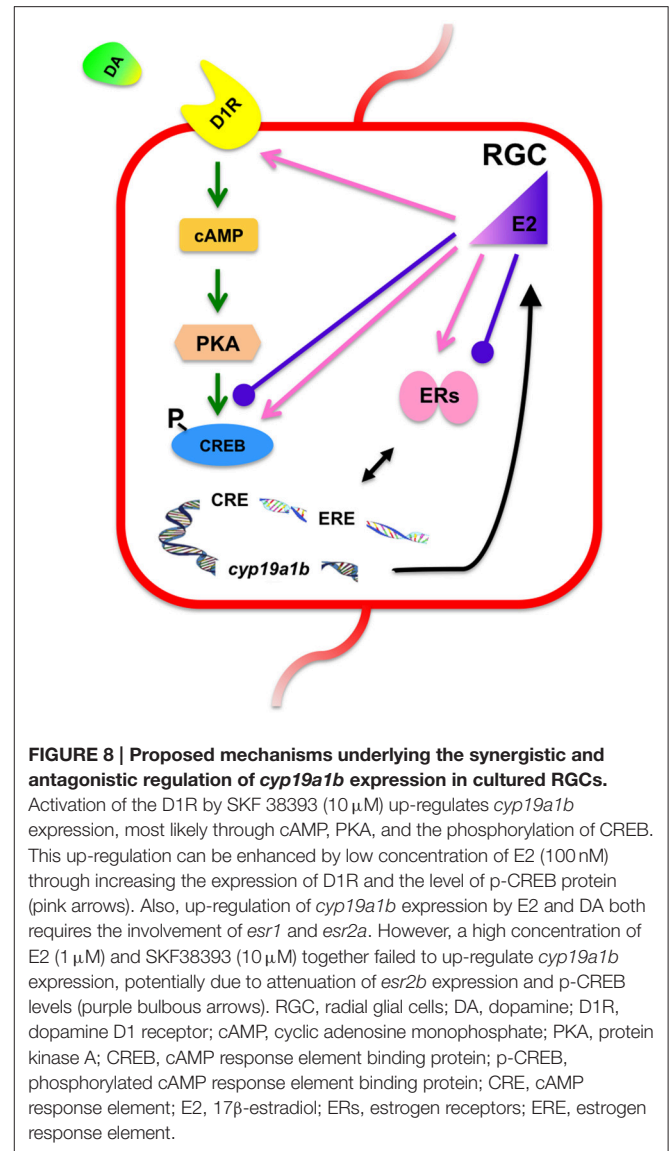 DA
D1R
RGC
E2
cAMP
PKA
ERs
P
CREB
CRE
ERE
cyp19a1b
FIGURE 8 | Proposed mechanisms underlying the synergistic and
antagonistic regulation of cyp19a1b expression in cultured RGCs.
Activation of the D1R by SKF 38393 (10 μM) up-regulates cyp19a1b
expression, most likely through cAMP, PKA, and the phosphorylation of CREB.
This up-regulation can be enhanced by low concentration of E2 (100 nM)
through increasing the expression of D1R and the level of p-CREB protein
(pink arrows). Also, up-regulation of cyp19a1b expression by E2 and DA both
requires the involvement of esr1 and esr2a. However, a high concentration of
E2 (1 μM) and SKF38393 (10 μM) together failed to up-regulate cyp19a1b
expression, potentially due to attenuation of esr2b expression and p-CREB
levels (purple bulbous arrows). RGC, radial glial cells; DA, dopamine; D1R,
dopamine D1 receptor; cAMP, cyclic adenosine monophosphate; PKA, protein
kinase A; CREB, cAMP response element binding protein; p-CREB,
phosphorylated cAMP response element binding protein; CRE, cAMP
response element; E2, 17β-estradiol; ERs, estrogen receptors; ERE, estrogen
response element.